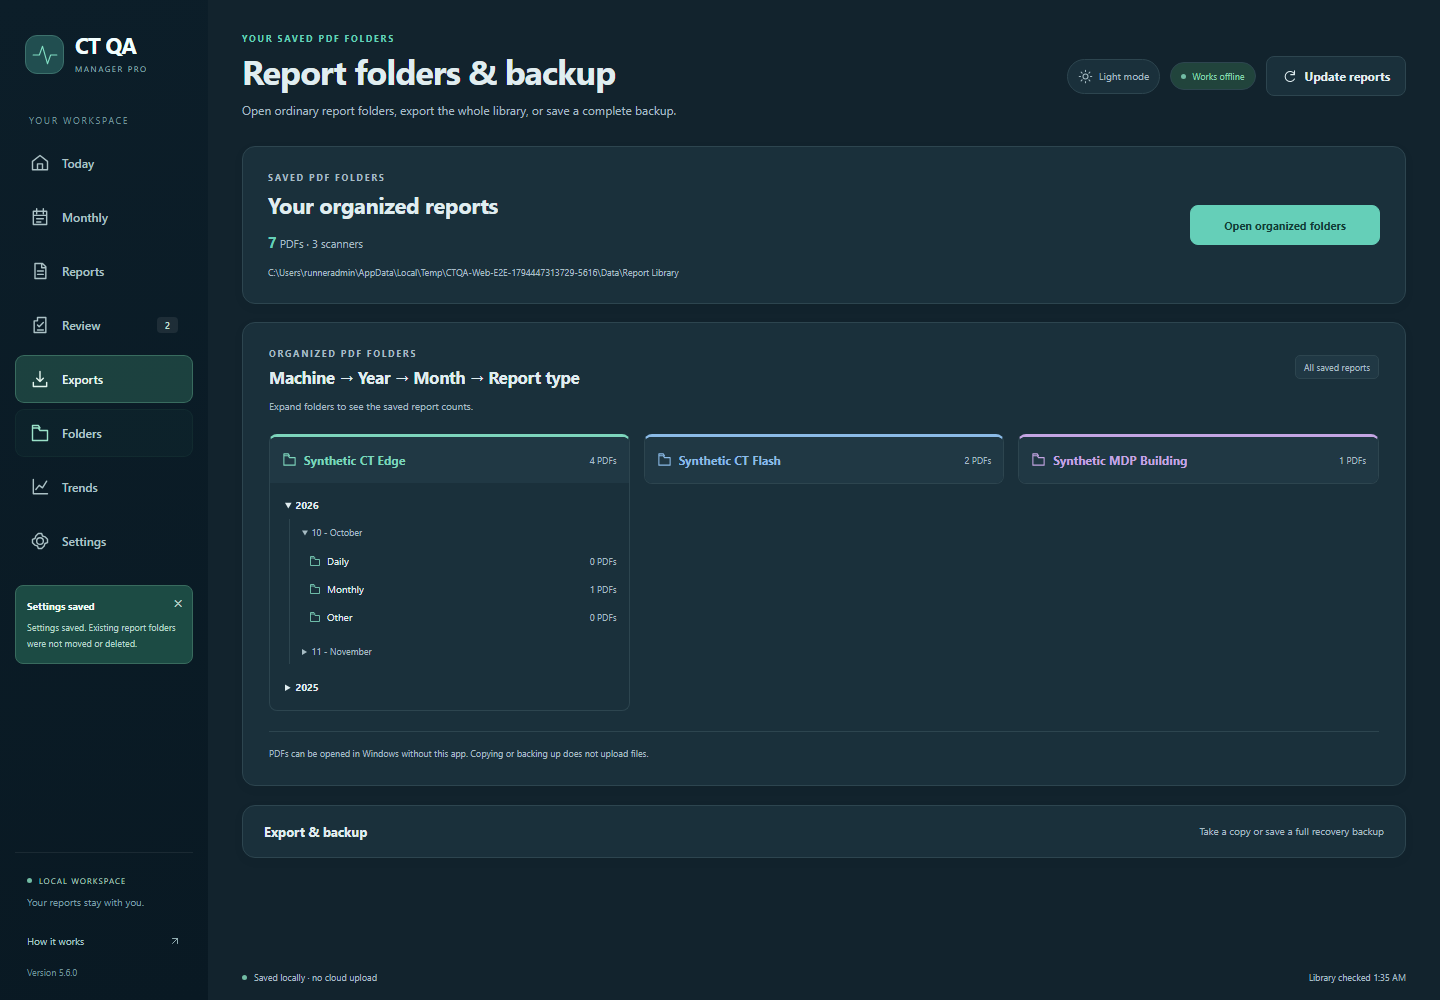 CT QA
MANAGER PRO
YOUR WORKSPACE
Today
Monthly
Reports
Review 2
Exports
Folders
Trends
Settings
Settings saved
Settings saved. Existing report folders
were not moved or deleted.
LOCAL WORKSPACE
Your reports stay with you.
How it works
Version 5.6.0
YOUR SAVED PDF FOLDERS
Report folders & backup
Open ordinary report folders, export the whole library, or save a complete backup.
Light mode
Works offline
Update reports
SAVED PDF FOLDERS
Your organized reports
7 PDFs · 3 scanners
C:\Users\runneradmin\AppData\Local\Temp\CTQA-Web-E2E-1794447313729-5616\Data\Report Library
Open organized folders
ORGANIZED PDF FOLDERS
Machine → Year → Month → Report type
Expand folders to see the saved report counts.
All saved reports
Synthetic CT Edge 4 PDFs
2026
10 - October
Daily 0 PDFs
Monthly 1 PDFs
Other 0 PDFs
11 - November
2025
Synthetic CT Flash 2 PDFs
Synthetic MDP Building 1 PDFs
PDFs can be opened in Windows without this app. Copying or backing up does not upload files.
Export & backup
Take a copy or save a full recovery backup
Saved locally · no cloud upload
Library checked 1:35 AM